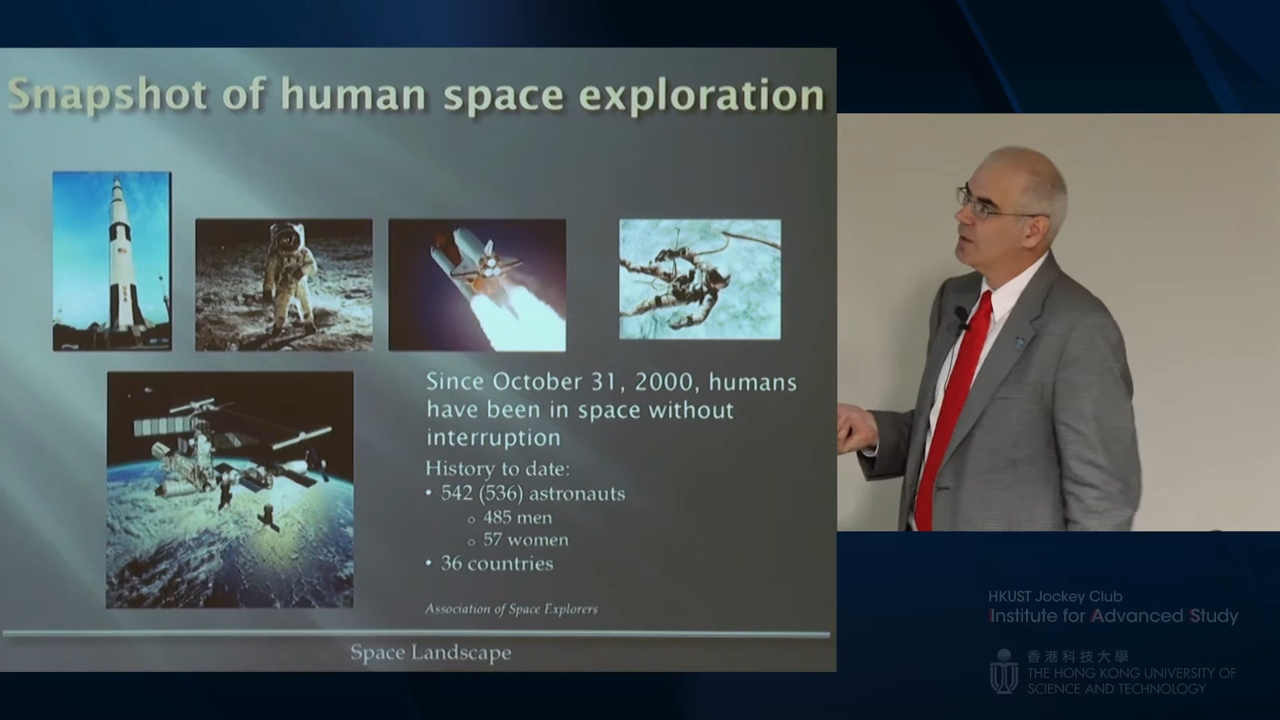 Snapshot of human space exploration
Since October 31, 2000, humans
have been in space without
interruption
History to date:
• 542 (536) astronauts
○ 485 men
○ 57 women
• 36 countries
Association of Space Explorers
Space Landscape
HKUST Jockey Club
Institute for Advanced Study
香港科技大學
THE HONG KONG UNIVERSITY OF
SCIENCE AND TECHNOLOGY
USA